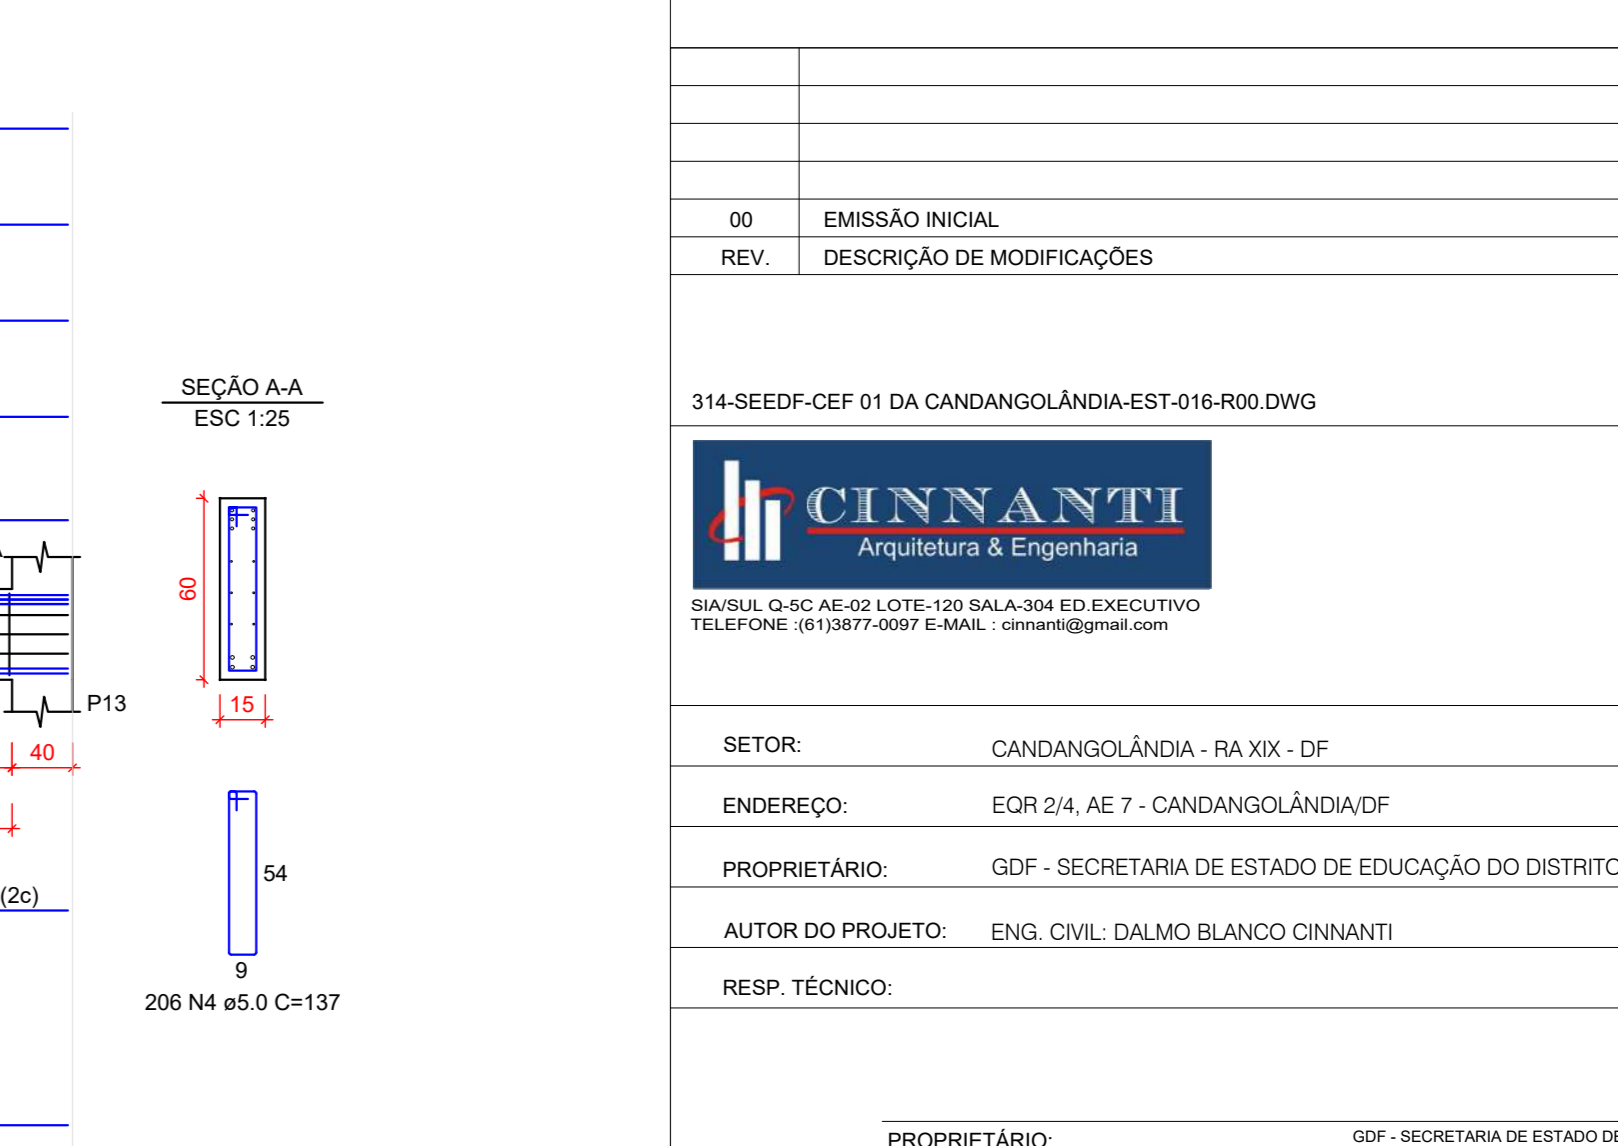 SEÇÃO A-A
ESC 1:25
60
15
P13
40
(2c)
54
9
206 N4 ø5.0 C=137
00 EMISSÃO INICIAL
REV. DESCRIÇÃO DE MODIFICAÇÕES
314-SEEDF-CEF 01 DA CANDANGOLÂNDIA-EST-016-R00.DWG
CINNANTI
Arquitetura & Engenharia
SIA/SUL Q-5C AE-02 LOTE-120 SALA-304 ED.EXECUTIVO
TELEFONE :(61)3877-0097 E-MAIL : cinnanti@gmail.com
SETOR: CANDANGOLÂNDIA - RA XIX - DF
ENDEREÇO: EQR 2/4, AE 7 - CANDANGOLÂNDIA/DF
PROPRIETÁRIO: GDF - SECRETARIA DE ESTADO DE EDUCAÇÃO DO DISTRITO
AUTOR DO PROJETO: ENG. CIVIL: DALMO BLANCO CINNANTI
RESP. TÉCNICO:
PROPRIETÁRIO: GDF - SECRETARIA DE ESTADO DE